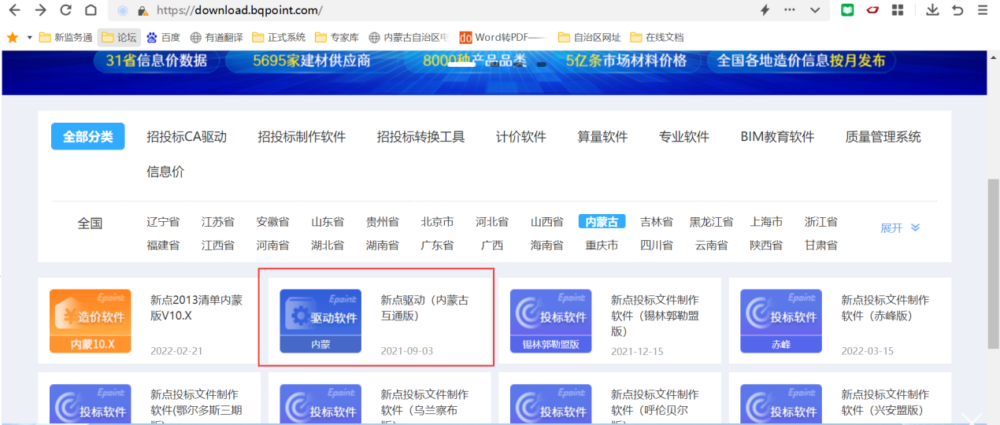 https://download.bqpoint.com/
新监务通 论坛 百度 有道翻译 正式系统 专家库 内蒙古自治区电 Word转PDF—— 自治区网址 在线文档
31省信息价数据 5695家建材供应商 8000种产品品类 5亿条市场材料价格 全国各地造价信息按月发布
全部分类 招投标CA驱动 招投标制作软件 招投标转换工具 计价软件 算量软件 专业软件 BIM教育软件 质量管理系统
信息价
全国 辽宁省 江苏省 安徽省 山东省 贵州省 北京市 河北省 山西省 内蒙古 吉林省 黑龙江省 上海市 浙江省 展开
福建省 江西省 河南省 湖北省 湖南省 广东省 广西 海南省 重庆市 四川省 云南省 陕西省 甘肃省
Epoint
造价软件
内蒙10.X
新点2013清单内蒙
版V10.X
2022-02-21
Epoint
驱动软件
内蒙
新点驱动（内蒙古
互通版）
2021-09-03
Epoint
投标软件
锡林郭勒盟版
新点投标文件制作
软件（锡林郭勒盟
版）
2021-12-15
Epoint
投标软件
赤峰
新点投标文件制作
软件（赤峰版）
2022-03-15
Epoint
投标软件
新点投标文件制作
软件(鄂尔多斯三期
Epoint
投标软件
新点投标文件制作
软件（乌兰察布
Epoint
投标软件
新点投标文件制作
软件（呼伦贝尔
Epoint
投标软件
新点投标文件制作
软件（兴安盟版）